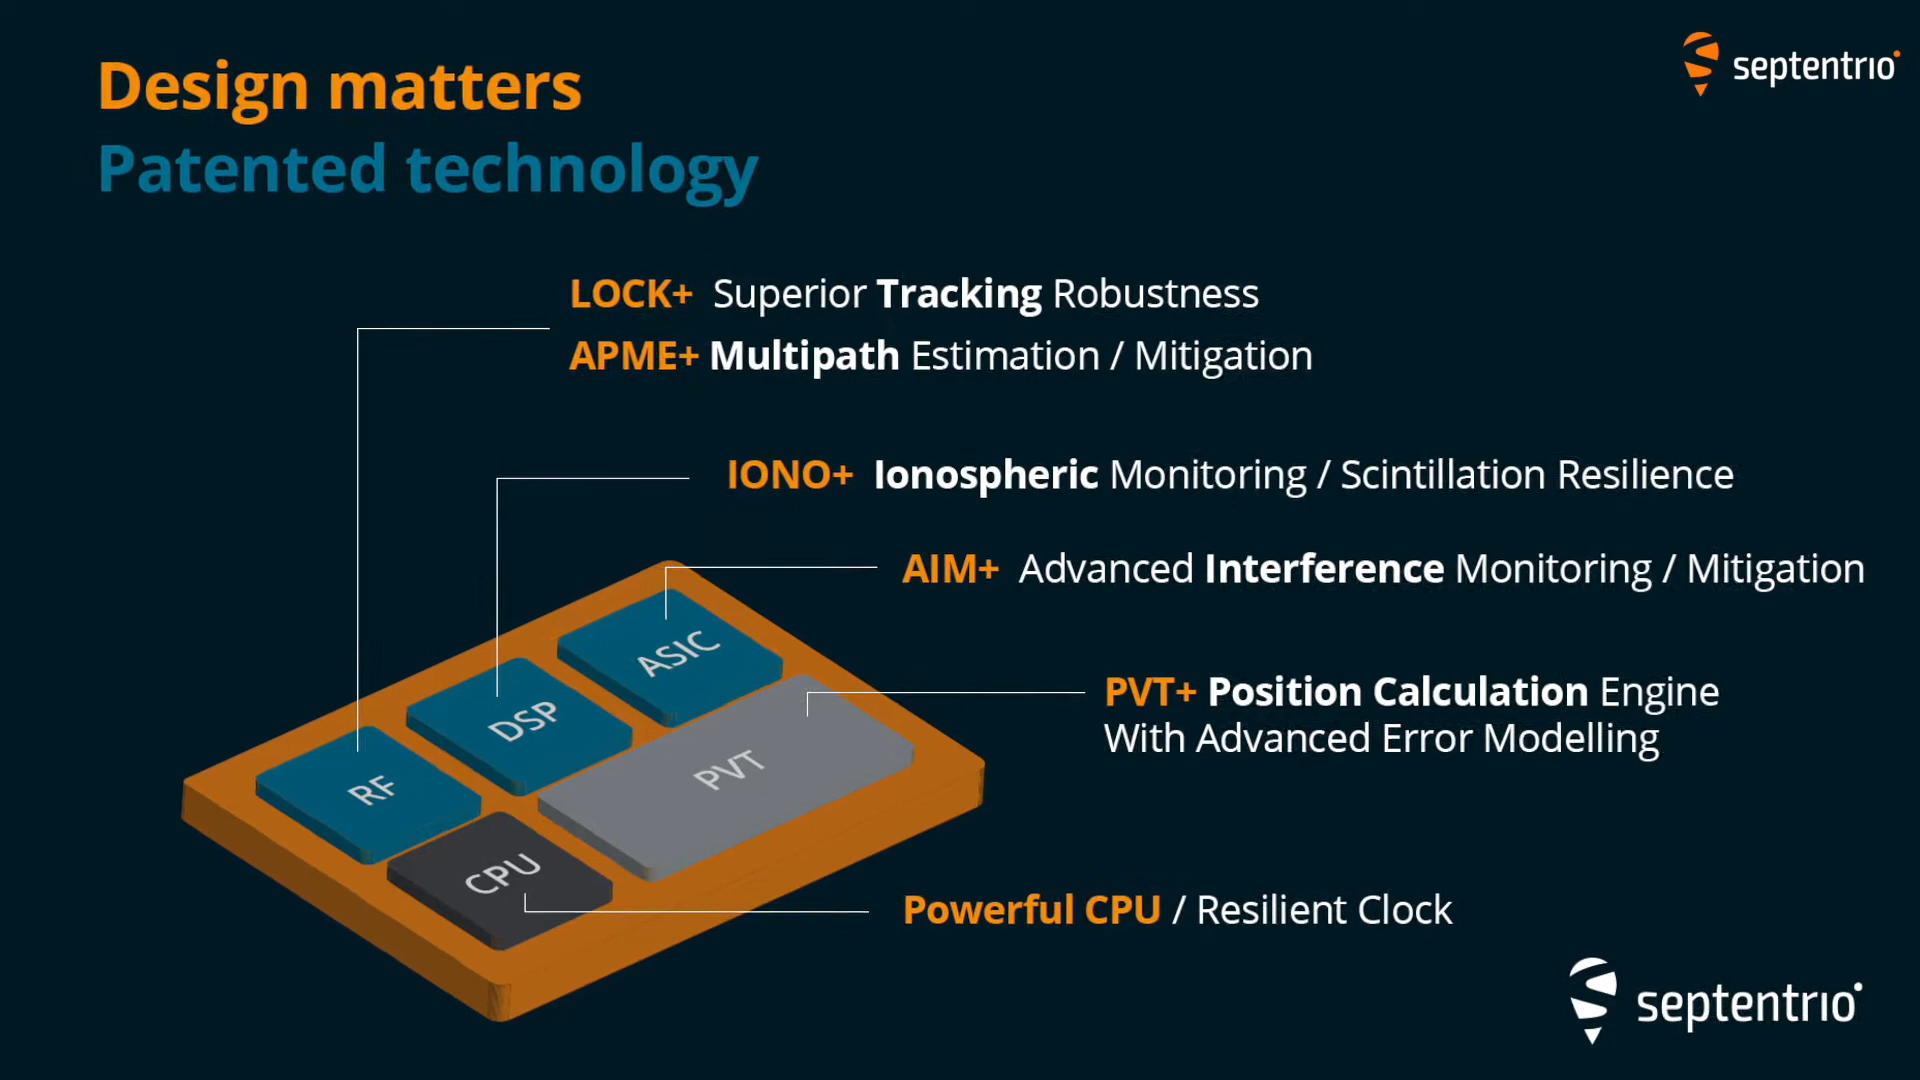 Design matters
septentrio
Patented technology
LOCK+ Superior Tracking Robustness
APME+ Multipath Estimation / Mitigation
IONO+ Ionospheric Monitoring / Scintillation Resilience
AIM+ Advanced Interference Monitoring / Mitigation
ASIC
DSP
PVT+ Position Calculation Engine
With Advanced Error Modelling
PVT
RF
CPU
Powerful CPU / Resilient Clock
septentrio